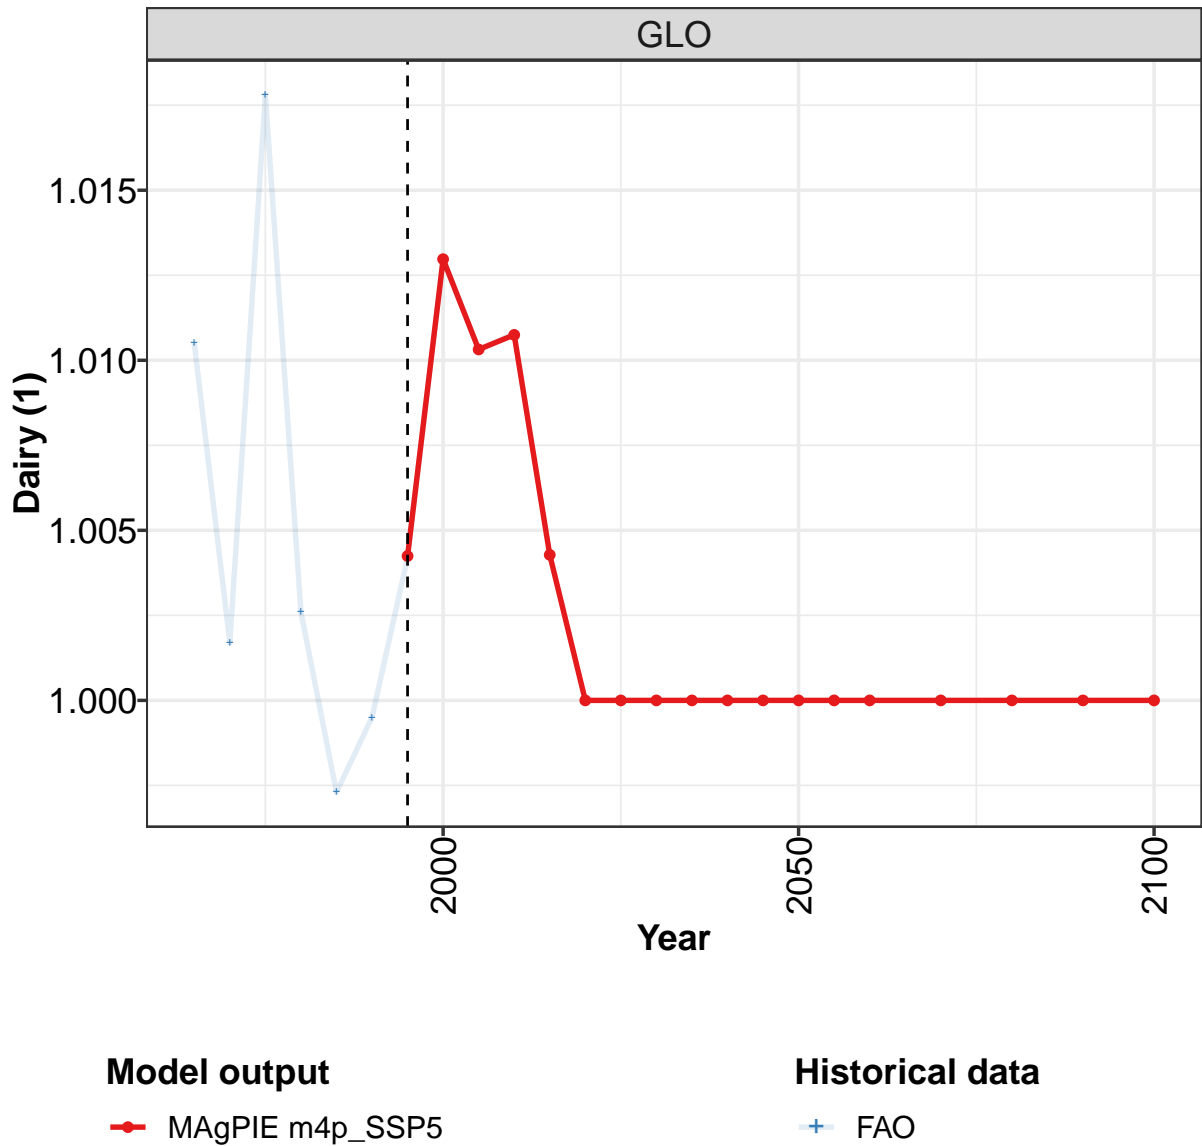 GLO
Dairy (1)
1.015
1.010
1.005
1.000
2000
2050
2100
Year
Model output
MAgPIE m4p_SSP5
Historical data
FAO